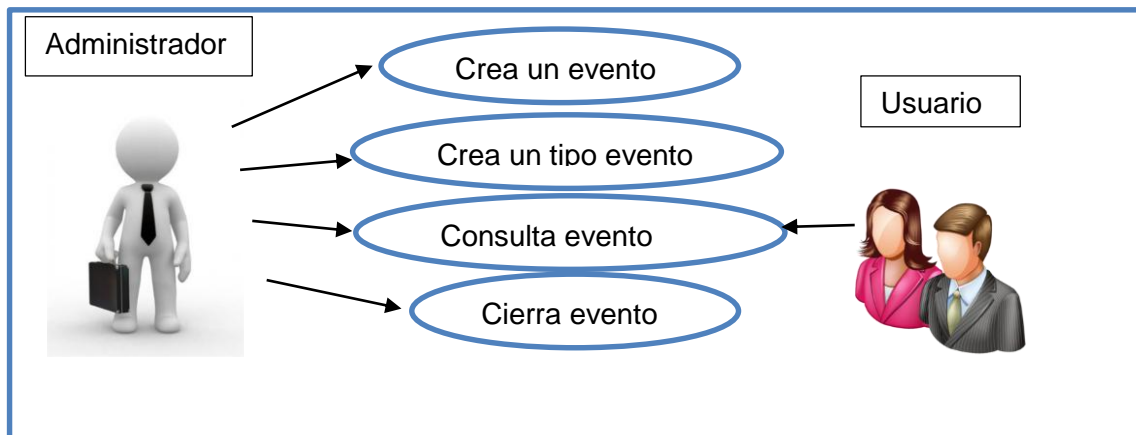 Administrador
Crea un evento
Usuario
Crea un tipo evento
Consulta evento
Cierra evento